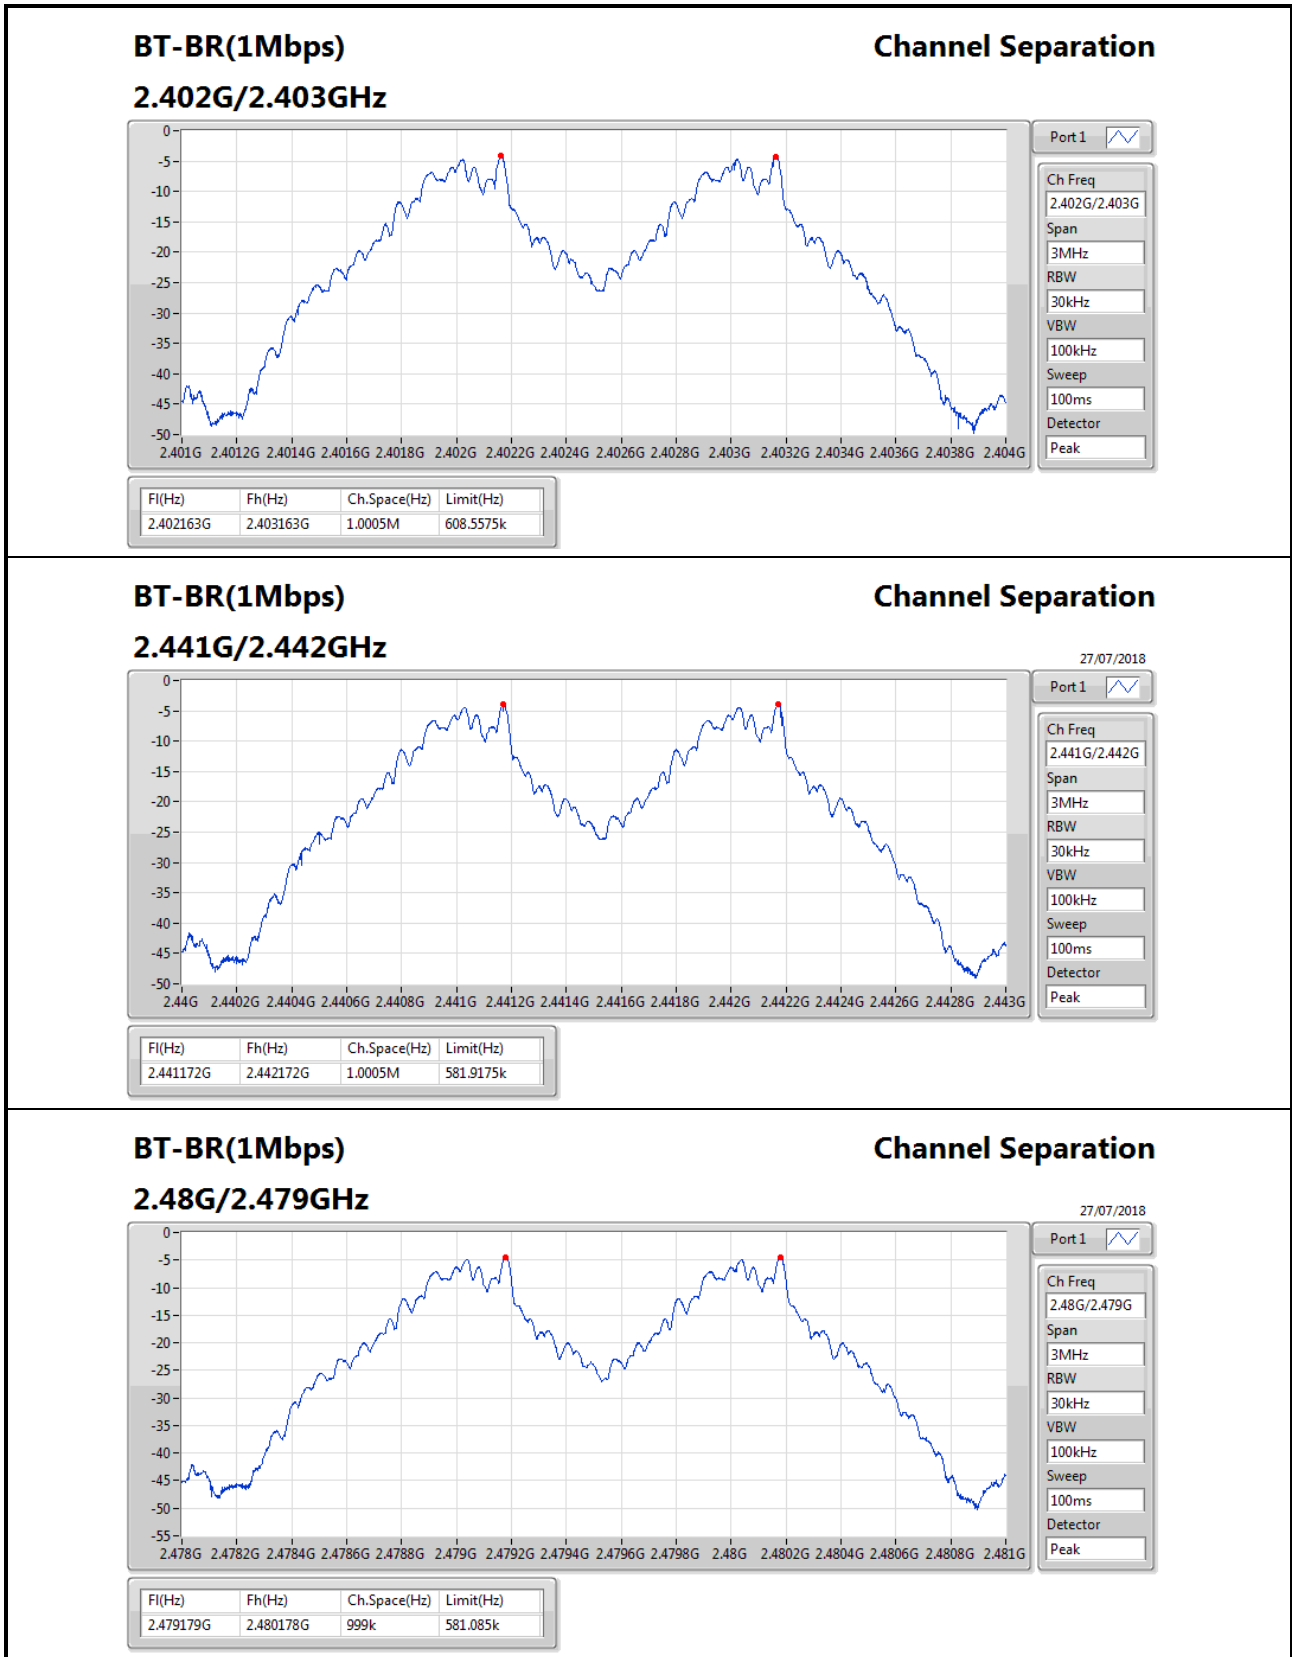 BT-BR(1Mbps) Channel Separation
2.402G/2.403GHz
0
-5
-10
-15
-20
-25
-30
-35
-40
-45
-50
2.401G 2.4012G 2.4014G 2.4016G 2.4018G 2.402G 2.4022G 2.4024G 2.4026G 2.4028G 2.403G 2.4032G 2.4034G 2.4036G 2.4038G 2.404G
Port 1
Ch Freq
2.402G/2.403G
Span
3MHz
RBW
30kHz
VBW
100kHz
Sweep
100ms
Detector
Peak
Fl(Hz) Fh(Hz) Ch.Space(Hz) Limit(Hz)
2.402163G 2.403163G 1.0005M 608.5575k
BT-BR(1Mbps) Channel Separation
2.441G/2.442GHz
27/07/2018
0
-5
-10
-15
-20
-25
-30
-35
-40
-45
-50
2.44G 2.4402G 2.4404G 2.4406G 2.4408G 2.441G 2.4412G 2.4414G 2.4416G 2.4418G 2.442G 2.4422G 2.4424G 2.4426G 2.4428G 2.443G
Port 1
Ch Freq
2.441G/2.442G
Span
3MHz
RBW
30kHz
VBW
100kHz
Sweep
100ms
Detector
Peak
Fl(Hz) Fh(Hz) Ch.Space(Hz) Limit(Hz)
2.441172G 2.442172G 1.0005M 581.9175k
BT-BR(1Mbps) Channel Separation
2.48G/2.479GHz
27/07/2018
0
-5
-10
-15
-20
-25
-30
-35
-40
-45
-50
-55
2.478G 2.4782G 2.4784G 2.4786G 2.4788G 2.479G 2.4792G 2.4794G 2.4796G 2.4798G 2.48G 2.4802G 2.4804G 2.4806G 2.4808G 2.481G
Port 1
Ch Freq
2.48G/2.479G
Span
3MHz
RBW
30kHz
VBW
100kHz
Sweep
100ms
Detector
Peak
Fl(Hz) Fh(Hz) Ch.Space(Hz) Limit(Hz)
2.479179G 2.480178G 999k 581.085k